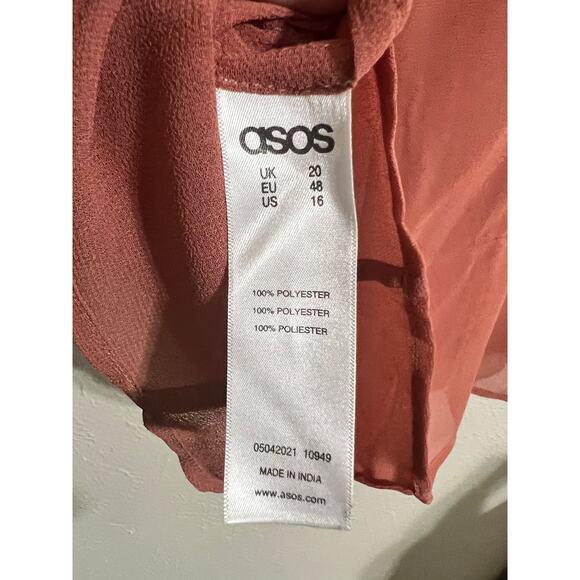 asos
UK 20
EU 48
US 16
100% POLYESTER
100% POLYESTER
100% POLIESTER
05042021 10949
MADE IN INDIA
www.asos.com